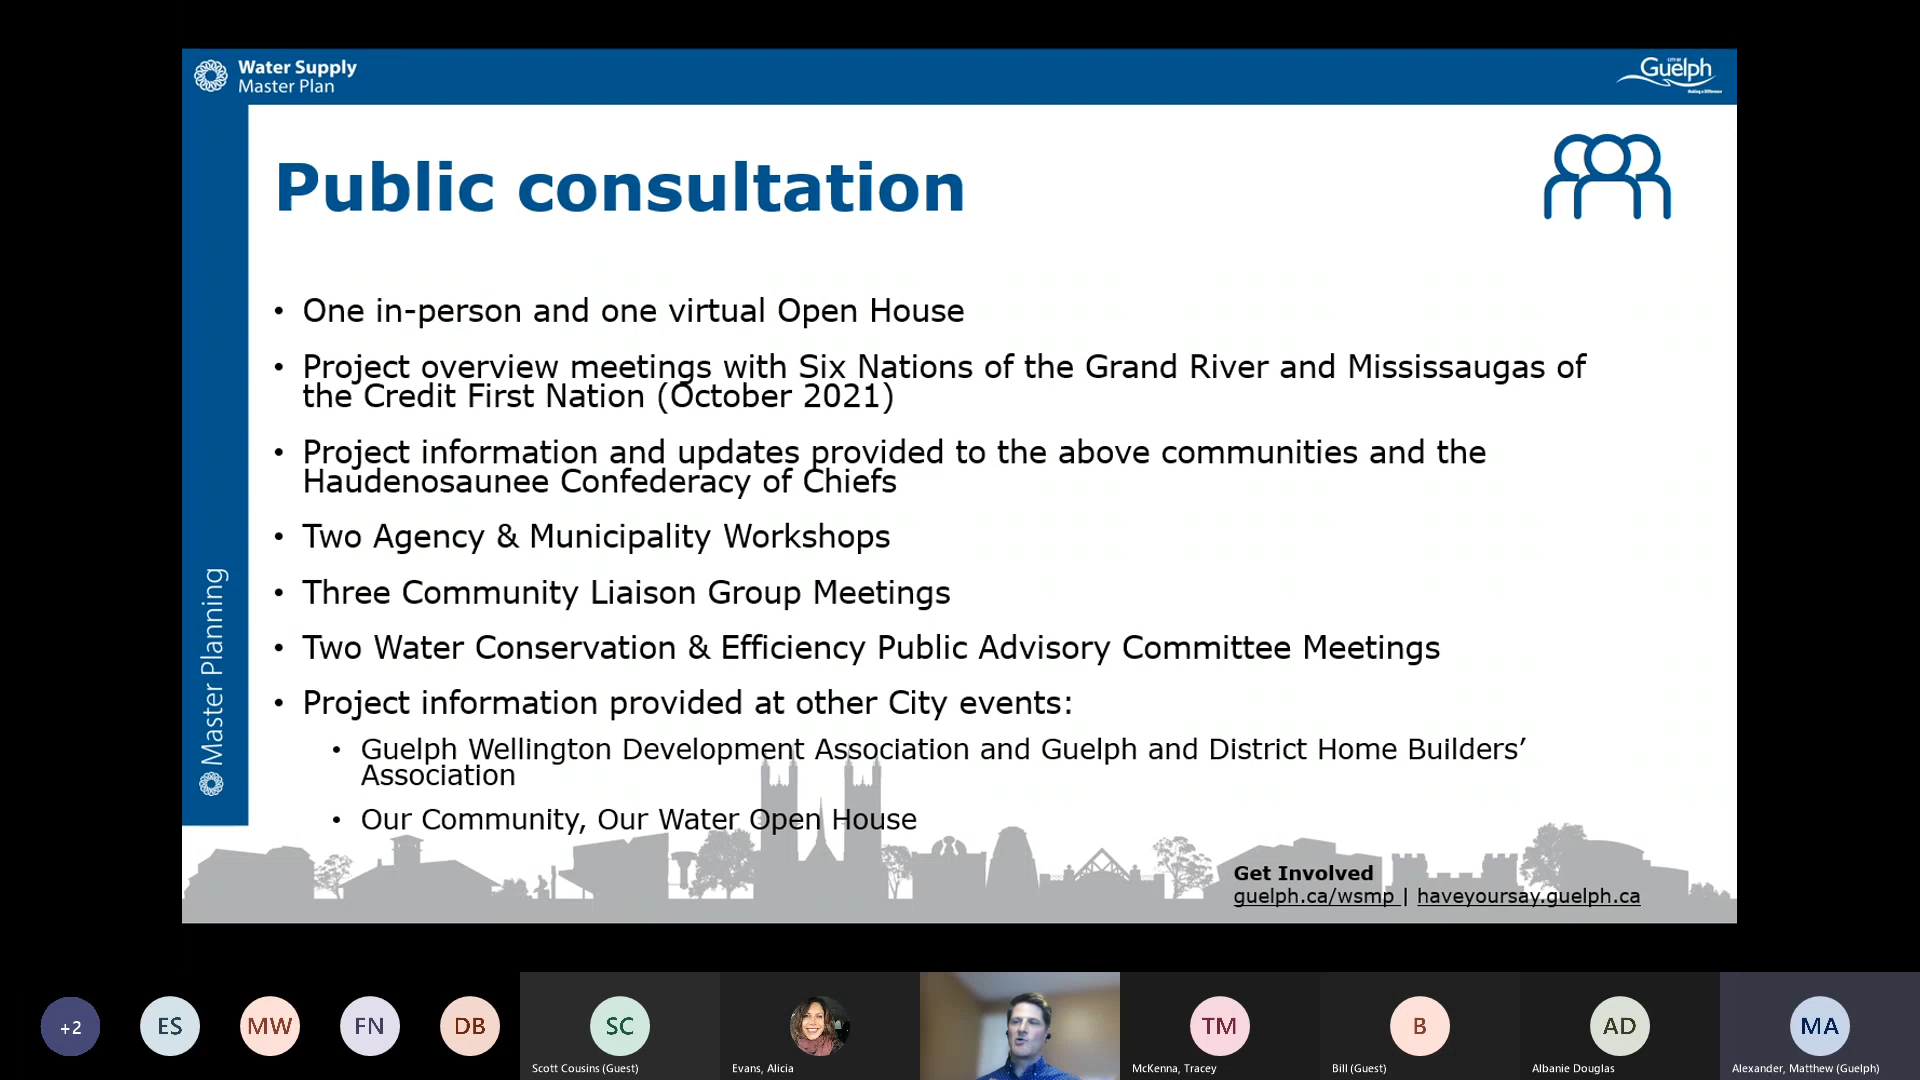 Water Supply
Master Plan
CITY OF
Guelph
Making a Difference
Public consultation
• One in-person and one virtual Open House
• Project overview meetings with Six Nations of the Grand River and Mississaugas of
the Credit First Nation (October 2021)
• Project information and updates provided to the above communities and the
Haudenosaunee Confederacy of Chiefs
• Two Agency & Municipality Workshops
• Three Community Liaison Group Meetings
• Two Water Conservation & Efficiency Public Advisory Committee Meetings
• Project information provided at other City events:
• Guelph Wellington Development Association and Guelph and District Home Builders’
Association
• Our Community, Our Water Open House
Master Planning
Get Involved
guelph.ca/wsmp | haveyoursay.guelph.ca
+2
ES
MW
FN
DB
SC
Scott Cousins (Guest)
Evans, Alicia
TM
McKenna, Tracey
B
Bill (Guest)
AD
Albanie Douglas
MA
Alexander, Matthew (Guelph)